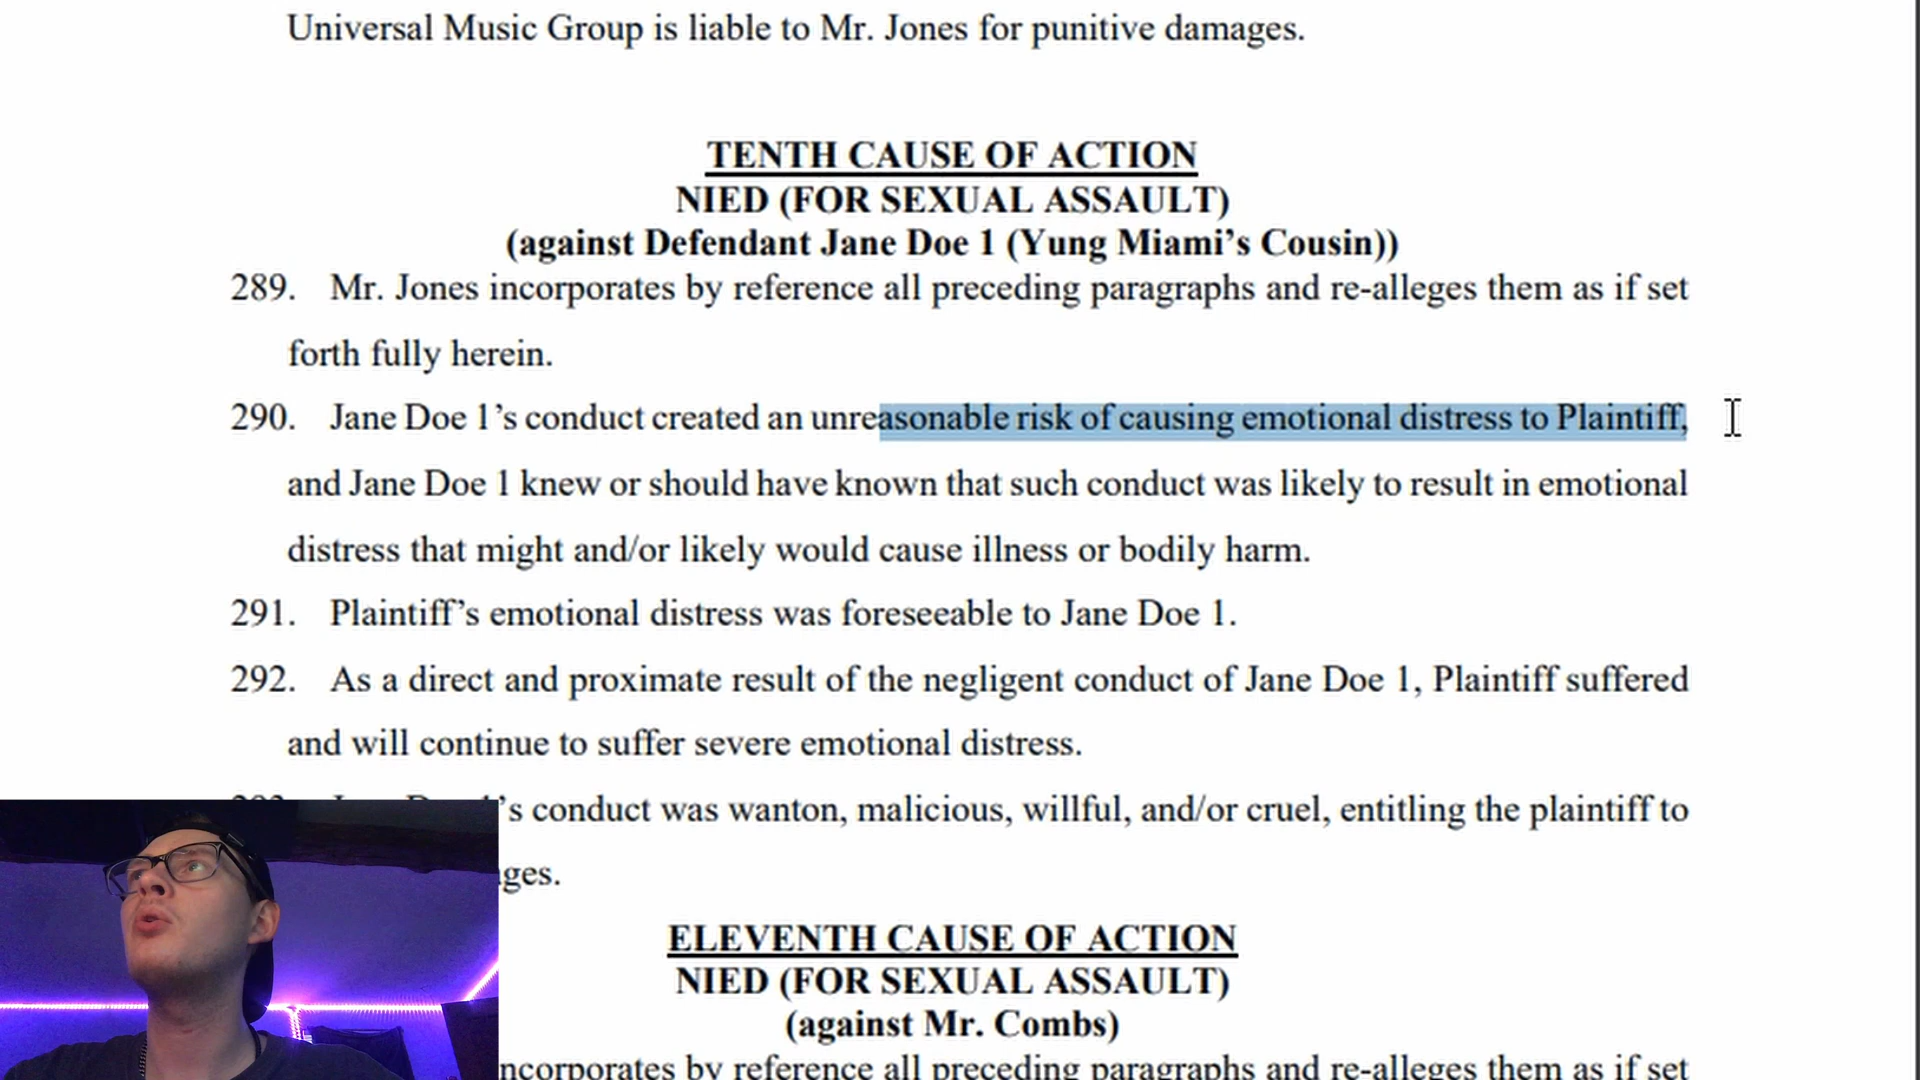 Universal Music Group is liable to Mr. Jones for punitive damages.
TENTH CAUSE OF ACTION
NIED (FOR SEXUAL ASSAULT)
(against Defendant Jane Doe 1 (Yung Miami’s Cousin))
289. Mr. Jones incorporates by reference all preceding paragraphs and re-alleges them as if set
forth fully herein.
290. Jane Doe 1’s conduct created an unreasonable risk of causing emotional distress to Plaintiff,
and Jane Doe 1 knew or should have known that such conduct was likely to result in emotional
distress that might and/or likely would cause illness or bodily harm.
291. Plaintiff’s emotional distress was foreseeable to Jane Doe 1.
292. As a direct and proximate result of the negligent conduct of Jane Doe 1, Plaintiff suffered
and will continue to suffer severe emotional distress.
’s conduct was wanton, malicious, willful, and/or cruel, entitling the plaintiff to
ges.
ELEVENTH CAUSE OF ACTION
NIED (FOR SEXUAL ASSAULT)
(against Mr. Combs)
ncorporates by reference all preceding paragraphs and re-alleges them as if set